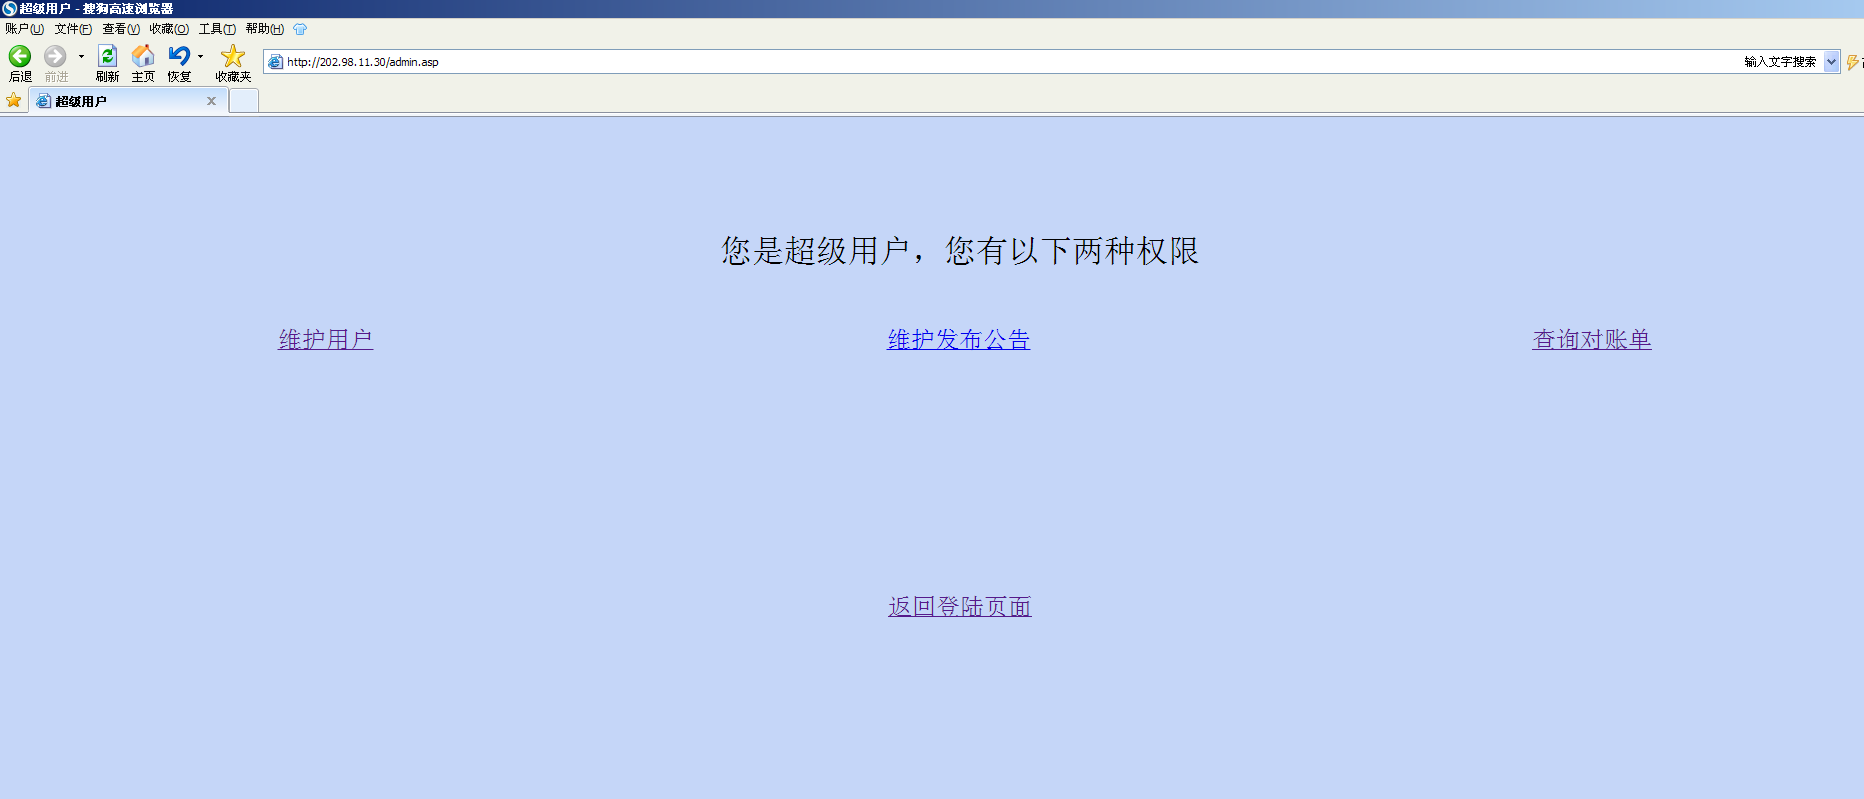 超级用户 - 搜狗高速浏览器
账户(U) 文件(F) 查看(V) 收藏(O) 工具(T) 帮助(H)
后退 前进 刷新 主页 恢复 收藏夹 http://202.98.11.30/admin.asp 输入文字搜索
超级用户 x
您是超级用户，您有以下两种权限
维护用户 维护发布公告 查询对账单
返回登陆页面